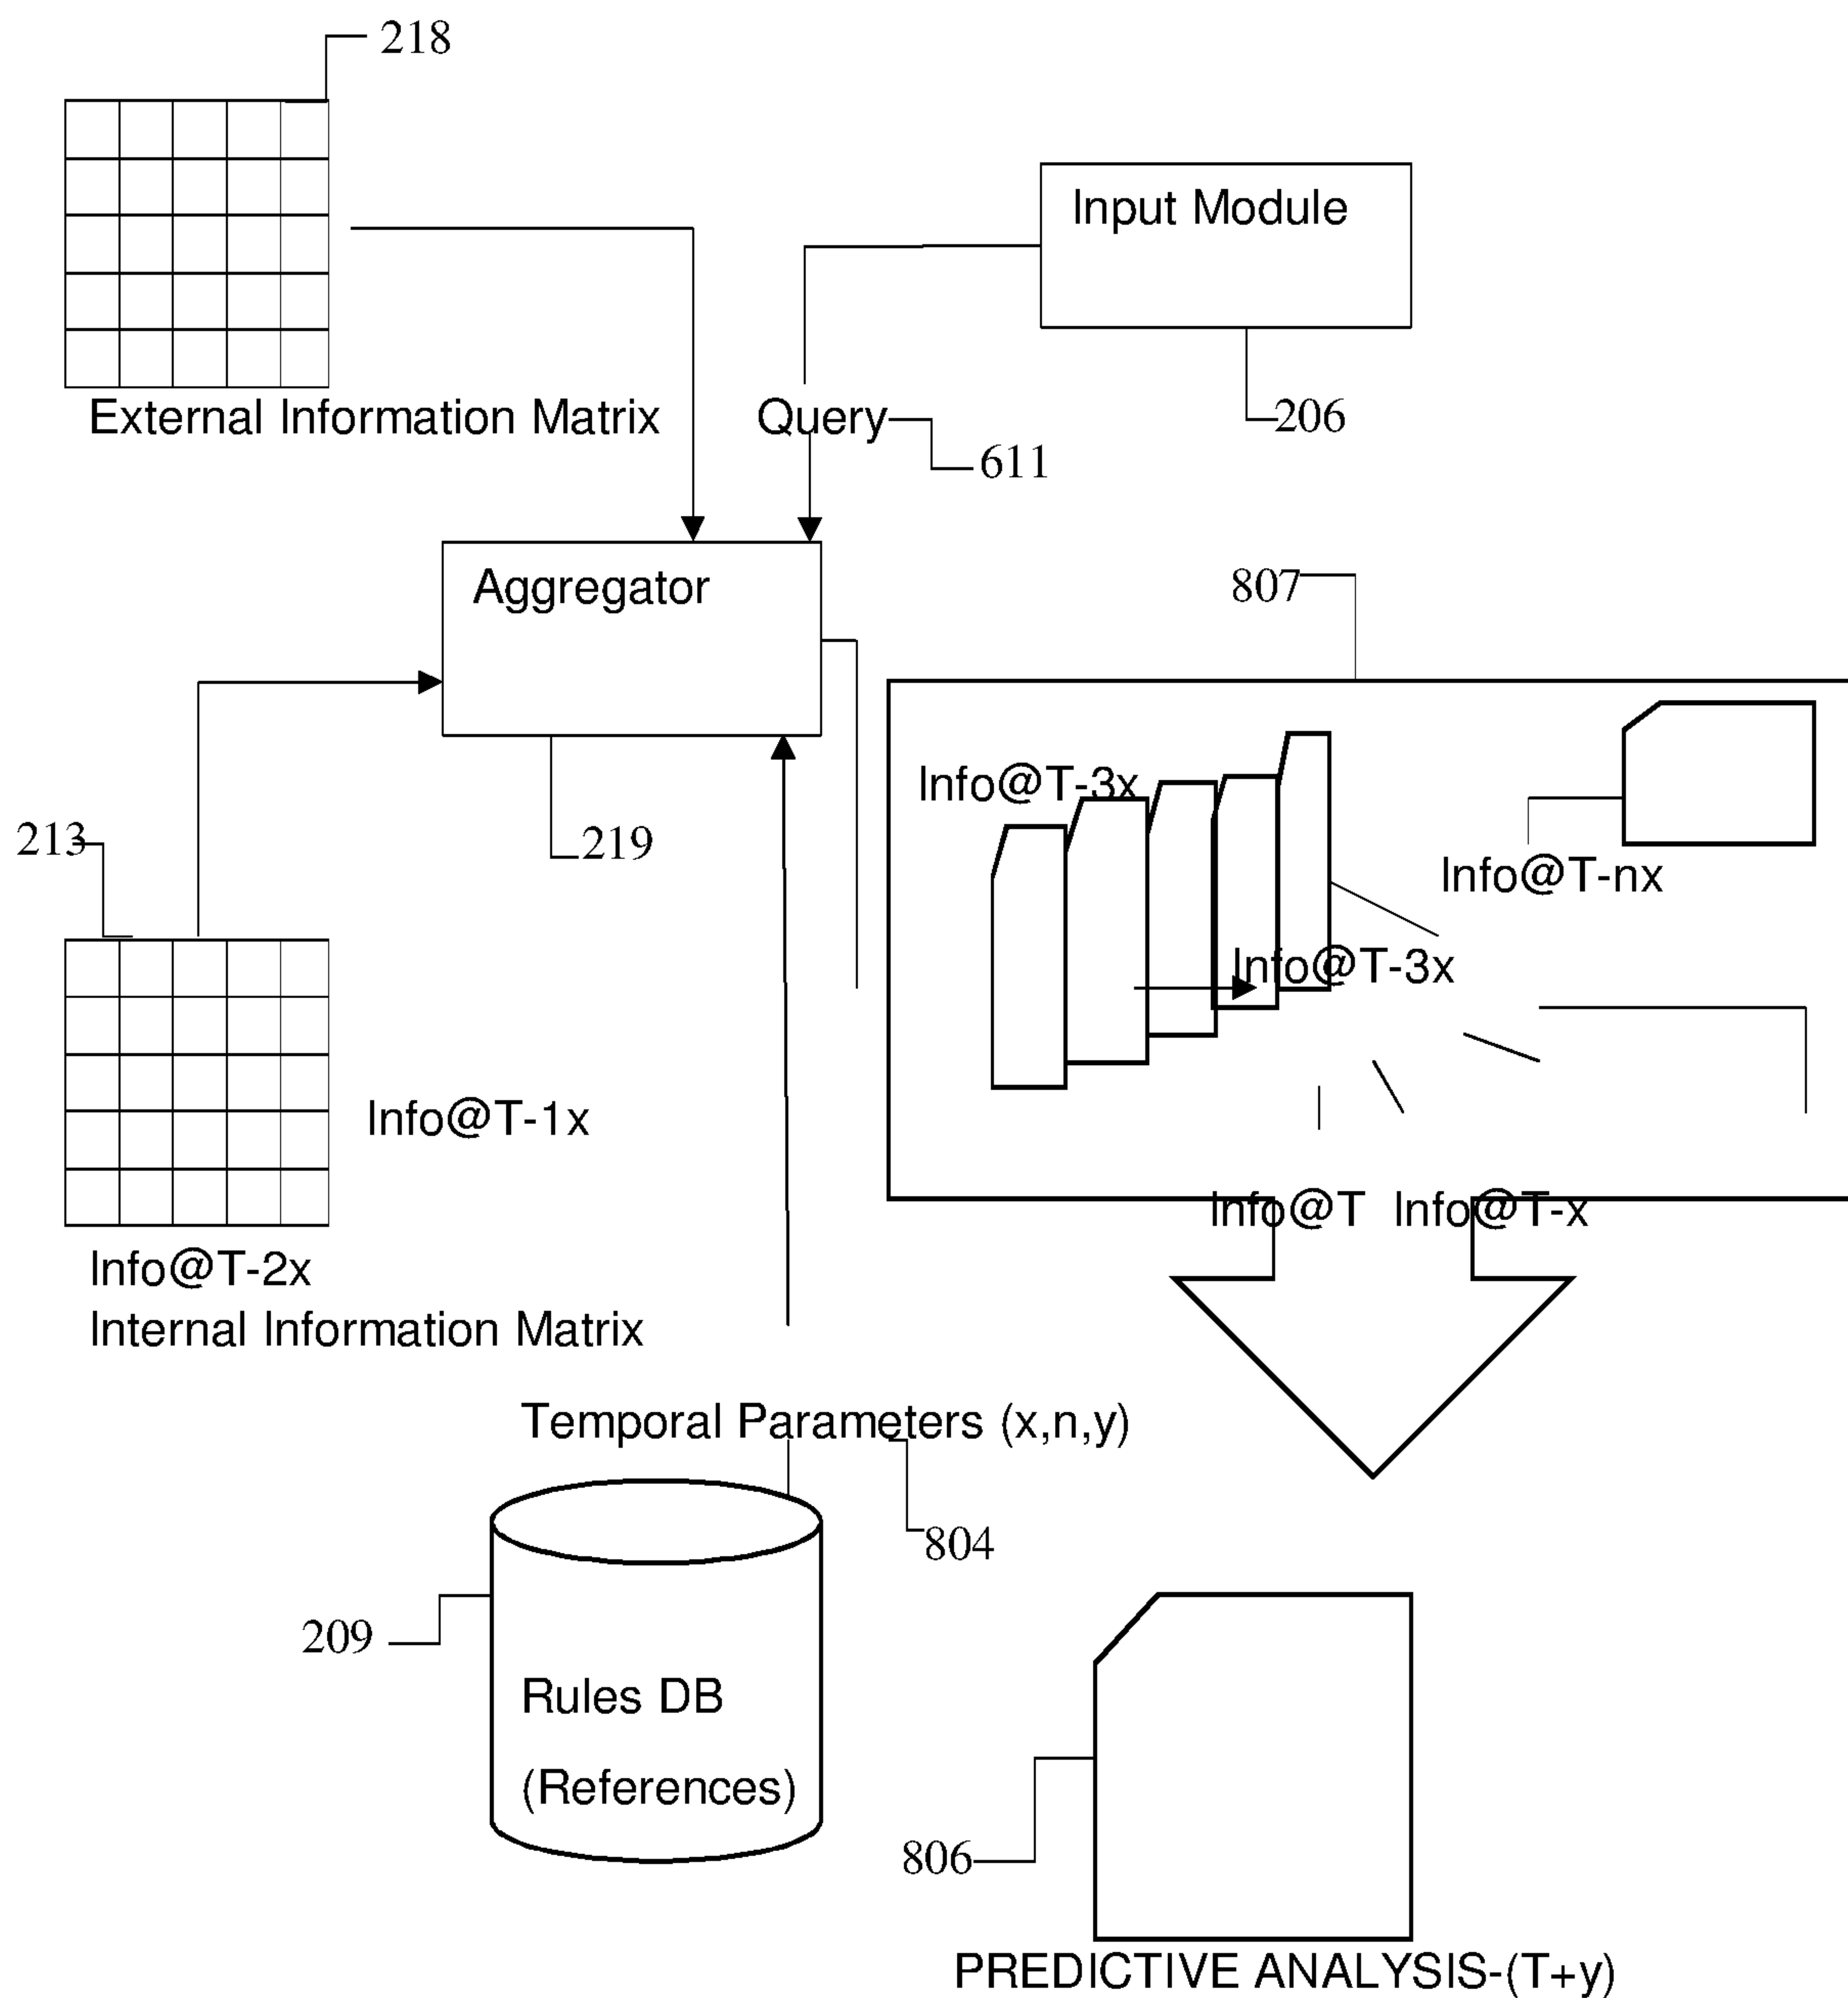 218
Input Module
External Information Matrix
Query
206
611
Aggregator
807
Info@T-3x
213
219
Info@T-nx
Info@T-3x
Info@T-1x
Info@T Info@T-x
Info@T-2x
Internal Information Matrix
Temporal Parameters (x,n,y)
804
209
Rules DB
(References)
806
PREDICTIVE ANALYSIS-(T+y)